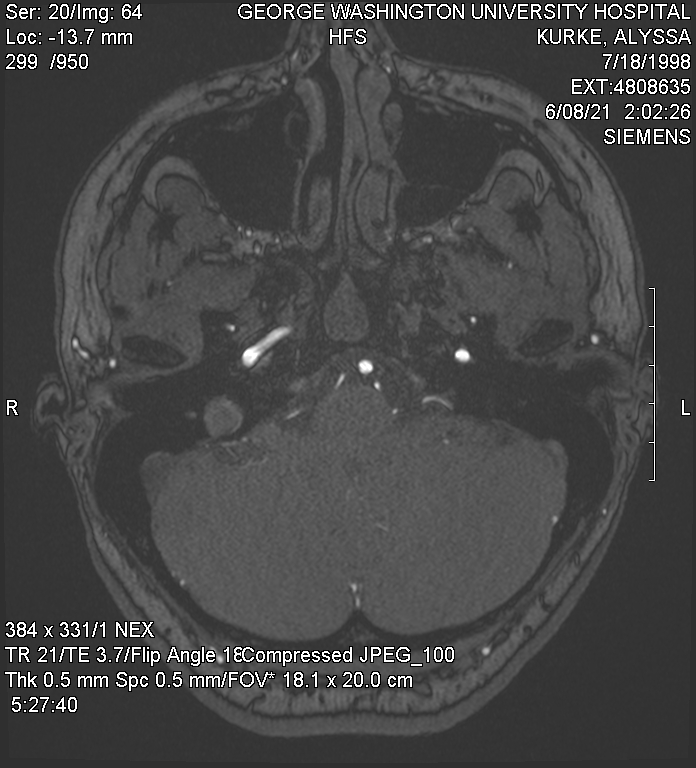 Ser: 20/Img: 64
Loc: -13.7 mm
299 /950
GEORGE WASHINGTON UNIVERSITY HOSPITAL
HFS
KURKE, ALYSSA
7/18/1998
EXT:4808635
6/08/21 2:02:26
SIEMENS
R
L
384 x 331/1 NEX
TR 21/TE 3.7/Flip Angle 18Compressed JPEG_100
Thk 0.5 mm Spc 0.5 mm/FOV* 18.1 x 20.0 cm
5:27:40